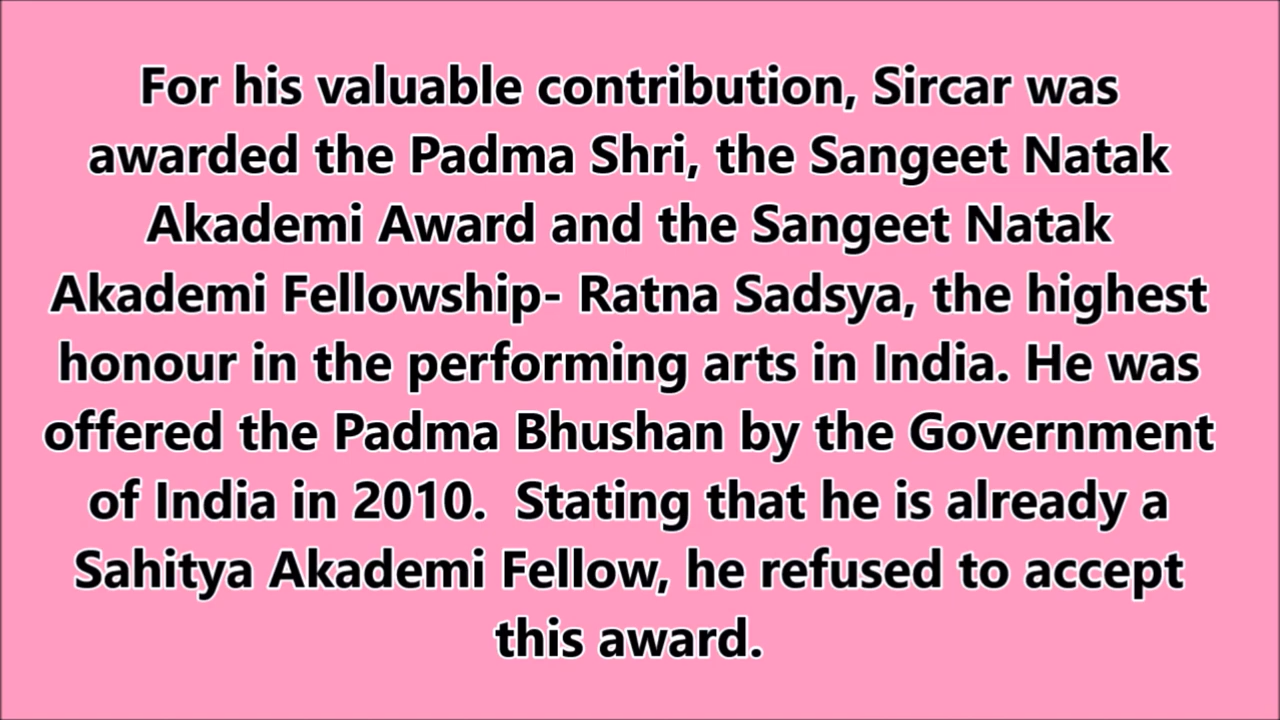 For his valuable contribution, Sircar was
awarded the Padma Shri, the Sangeet Natak
Akademi Award and the Sangeet Natak
Akademi Fellowship- Ratna Sadsya, the highest
honour in the performing arts in India. He was
offered the Padma Bhushan by the Government
of India in 2010.  Stating that he is already a
Sahitya Akademi Fellow, he refused to accept
this award.